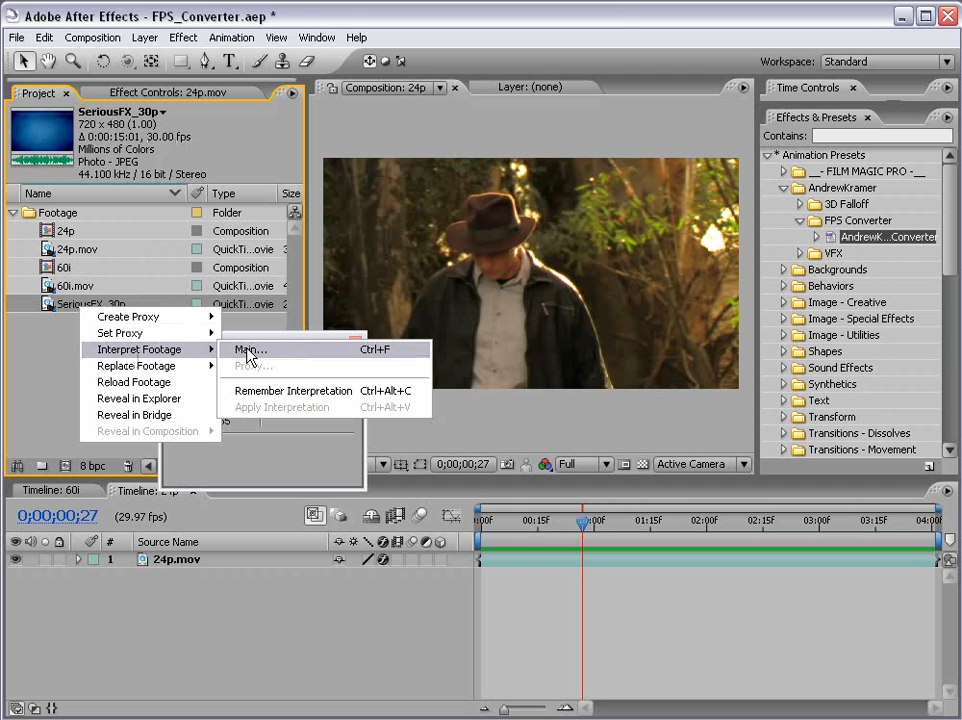 Adobe After Effects - FPS_Converter.aep *
File Edit Composition Layer Effect Animation View Window Help
Workspace: Standard
Project × Effect Controls: 24p.mov
Composition: 24p × Layer: (none)
Time Controls ×
SeriousFX_30p
720 x 480 (1.00)
Δ 0:00:15:01, 30.00 fps
Millions of Colors
Photo - JPEG
44.100 kHz / 16 bit / Stereo
Name Type Size
Footage Folder
24p Composition
24p.mov QuickTi...ovie 3
60i Composition
60i.mov QuickTi...ovie 4
SeriousFX_30p QuickTi...ovie 2
Create Proxy
Set Proxy
Interpret Footage
Replace Footage
Reload Footage
Reveal in Explorer
Reveal in Bridge
Reveal in Composition
Main... Ctrl+F
Proxy...
Remember Interpretation Ctrl+Alt+C
Apply Interpretation Ctrl+Alt+V
8 bpc
0;00;00;27 Full Active Camera
Effects & Presets ×
Contains:
* Animation Presets
__- FILM MAGIC PRO -__
AndrewKramer
3D Falloff
FPS Converter
AndrewK...Converter
VFX
Backgrounds
Behaviors
Image - Creative
Image - Special Effects
Image - Utilities
Shapes
Sound Effects
Synthetics
Text
Transform
Transitions - Dissolves
Transitions - Movement
Timeline: 60i Timeline: 24p ×
0;00;00;27 (29.97 fps)
00:15f 01:15f 02:00f 02:15f 03:00f 03:15f 04:00f
# Source Name
1 24p.mov